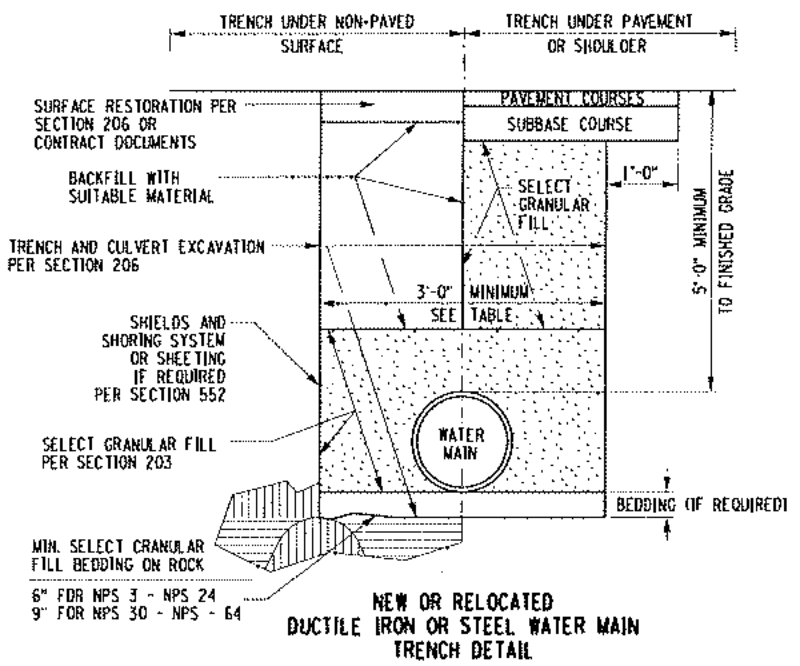 TRENCH UNDER NON-PAVED
SURFACE
TRENCH UNDER PAVEMENT
OR SHOULDER
SURFACE RESTORATION PER
SECTION 206 OR
CONTRACT DOCUMENTS
PAVEMENT COURSES
SUBBASE COURSE
BACKFILL WITH
SUITABLE MATERIAL
SELECT
GRANULAR
FILL
1'-0"
5'-0" MINIMUM
TO FINISHED GRADE
TRENCH AND CULVERT EXCAVATION
PER SECTION 206
3'-0" MINIMUM
SEE TABLE
SHIELDS AND
SHORING SYSTEM
OR SHEETING
IF REQUIRED
PER SECTION 552
WATER
MAIN
SELECT GRANULAR FILL
PER SECTION 203
BEDDING (IF REQUIRED)
MIN. SELECT GRANULAR
FILL BEDDING ON ROCK
6" FOR NPS 3 - NPS 24
9" FOR NPS 30 - NPS - 64
NEW OR RELOCATED
DUCTILE IRON OR STEEL WATER MAIN
TRENCH DETAIL